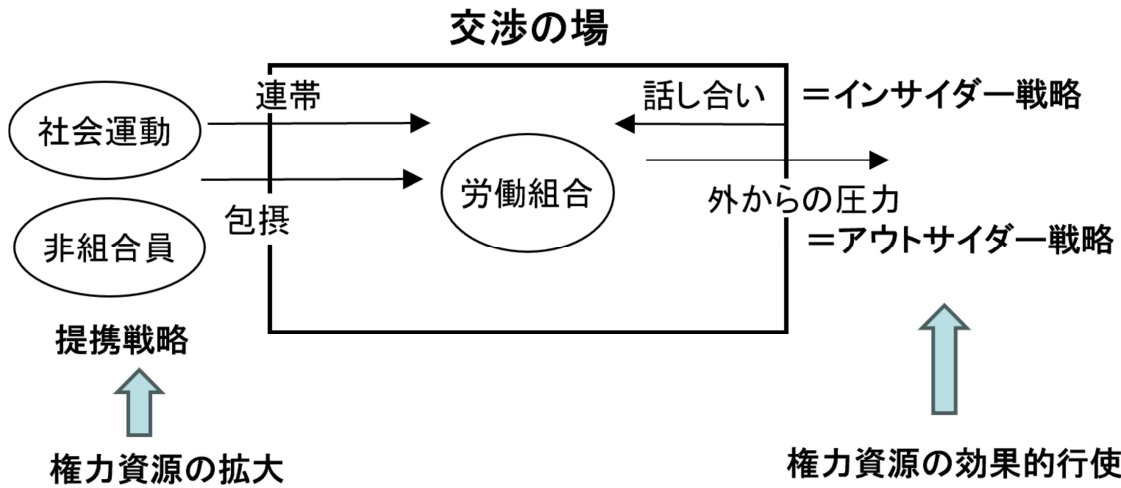 交渉の場
連帯
話し合い
=インサイダー戦略
社会運動
労働組合
包摂
外からの圧力
=アウトサイダー戦略
非組合員
提携戦略
権力資源の拡大
権力資源の効果的行使